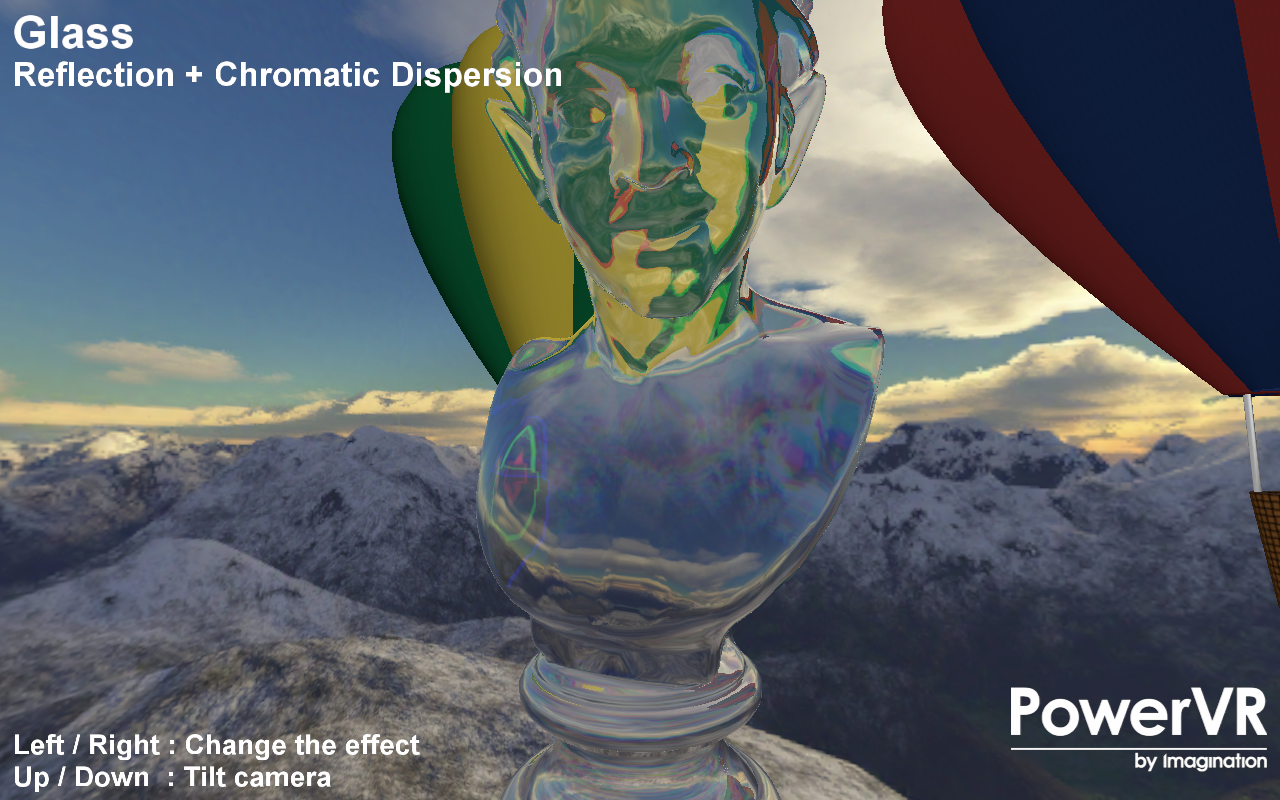 Glass
Reflection + Chromatic Dispersion
Left / Right : Change the effect
Up / Down : Tilt camera
PowerVR
by Imagination